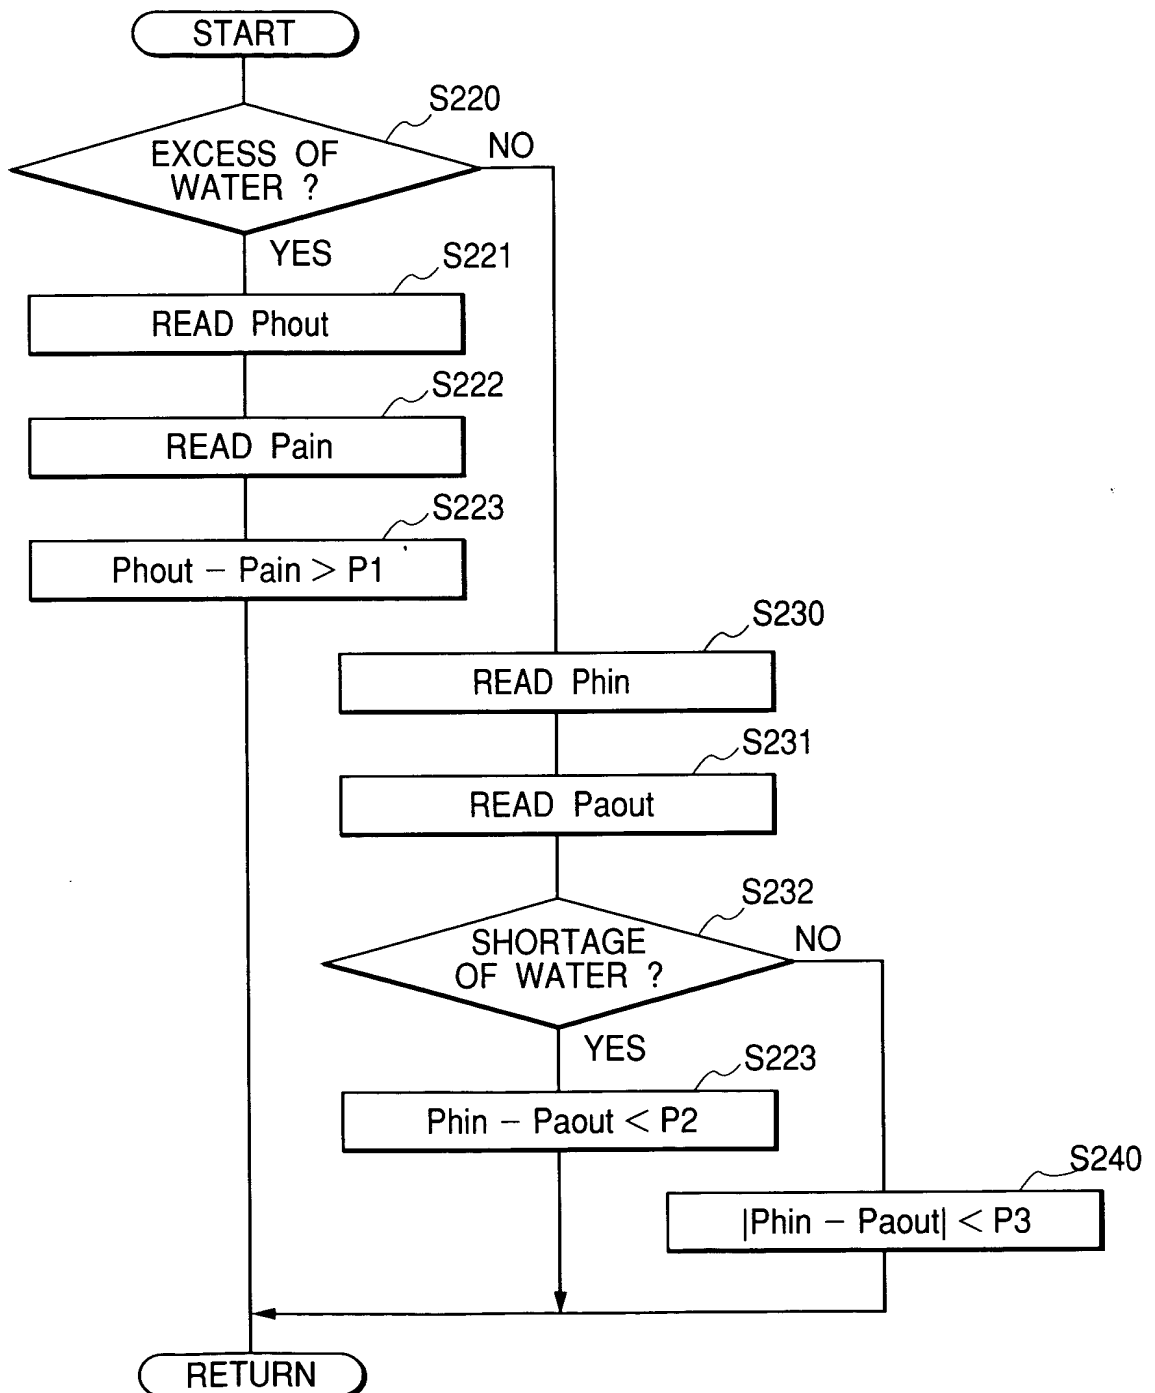 START
S220
EXCESS OF
WATER ?
NO
YES
S221
READ Phout
S222
READ Pain
S223
Phout − Pain > P1
S230
READ Phin
S231
READ Paout
S232
SHORTAGE
OF WATER ?
NO
YES
S223
Phin − Paout < P2
S240
|Phin − Paout| < P3
RETURN